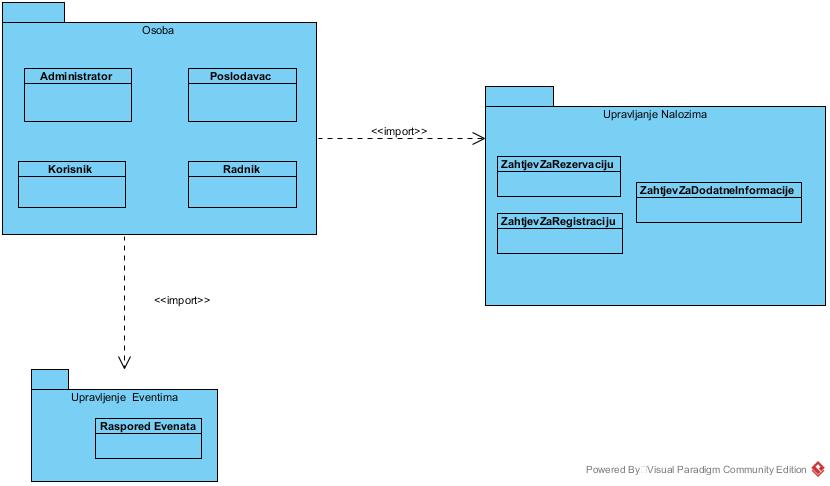 Osoba
Administrator
Poslodavac
Korisnik
Radnik
<<import>>
Upravljanje Nalozima
ZahtjevZaRezervaciju
ZahtjevZaDodatneInformacije
ZahtjevZaRegistraciju
<<import>>
Upravljenje Eventima
Raspored Evenata
Powered By Visual Paradigm Community Edition